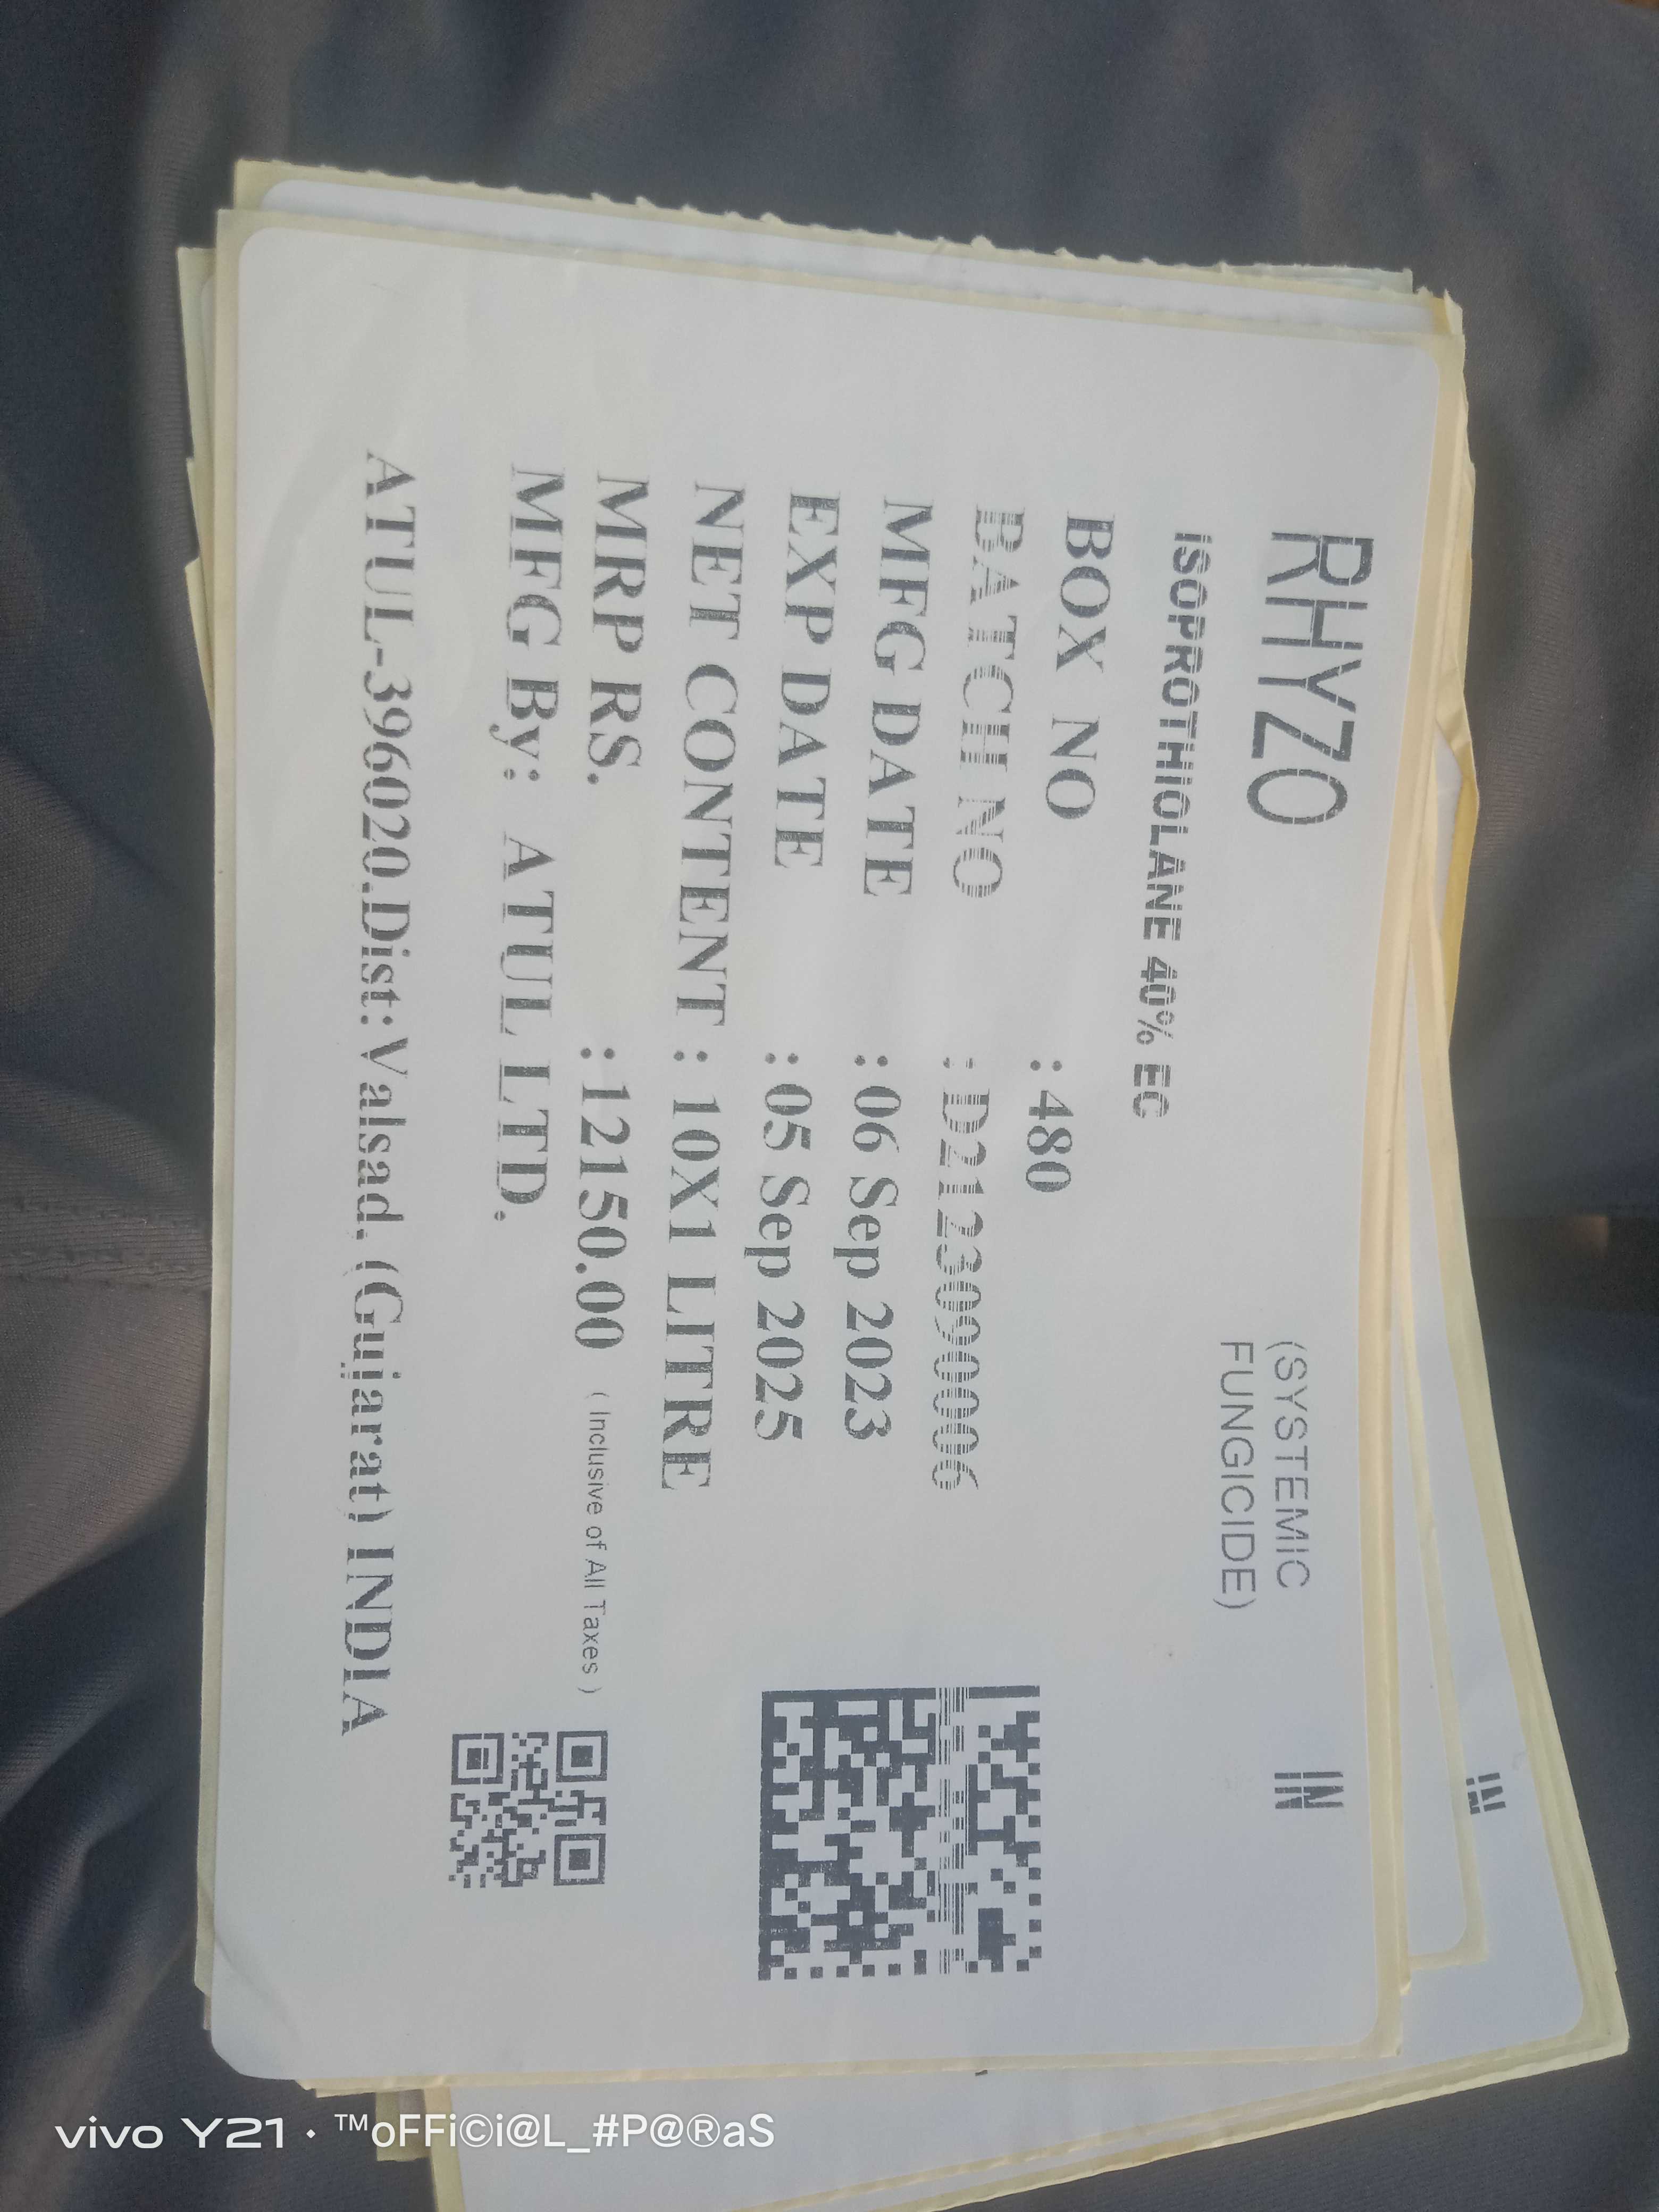 RHYZO
(SYSTEMIC
FUNGICIDE)
IN
ISOPROTHIOLANE 40% EC
BOX NO : 480
BATCH NO : D2123090006
MFG DATE : 06 Sep 2023
EXP DATE : 05 Sep 2025
NET CONTENT : 10X1 LITRE
MRP RS. : 12150.00 ( Inclusive of All Taxes )
MFG By: ATUL LTD.
ATUL-396020.Dist:Valsad. (Gujarat) INDIA
IN
vivo Y21 · ™oFFi©i@L_#P@®aS